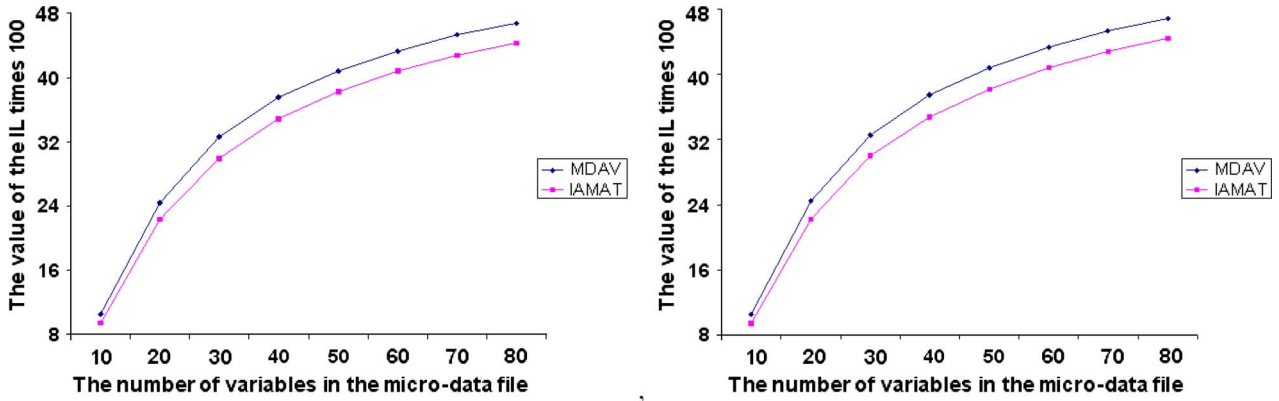 The value of the IL times 100
48
40
32
24
16
8
10 20 30 40 50 60 70 80
The number of variables in the micro-data file
MDAV
IAMAT
,
The value of the IL times 100
48
40
32
24
16
8
10 20 30 40 50 60 70 80
The number of variables in the micro-data file
MDAV
IAMAT